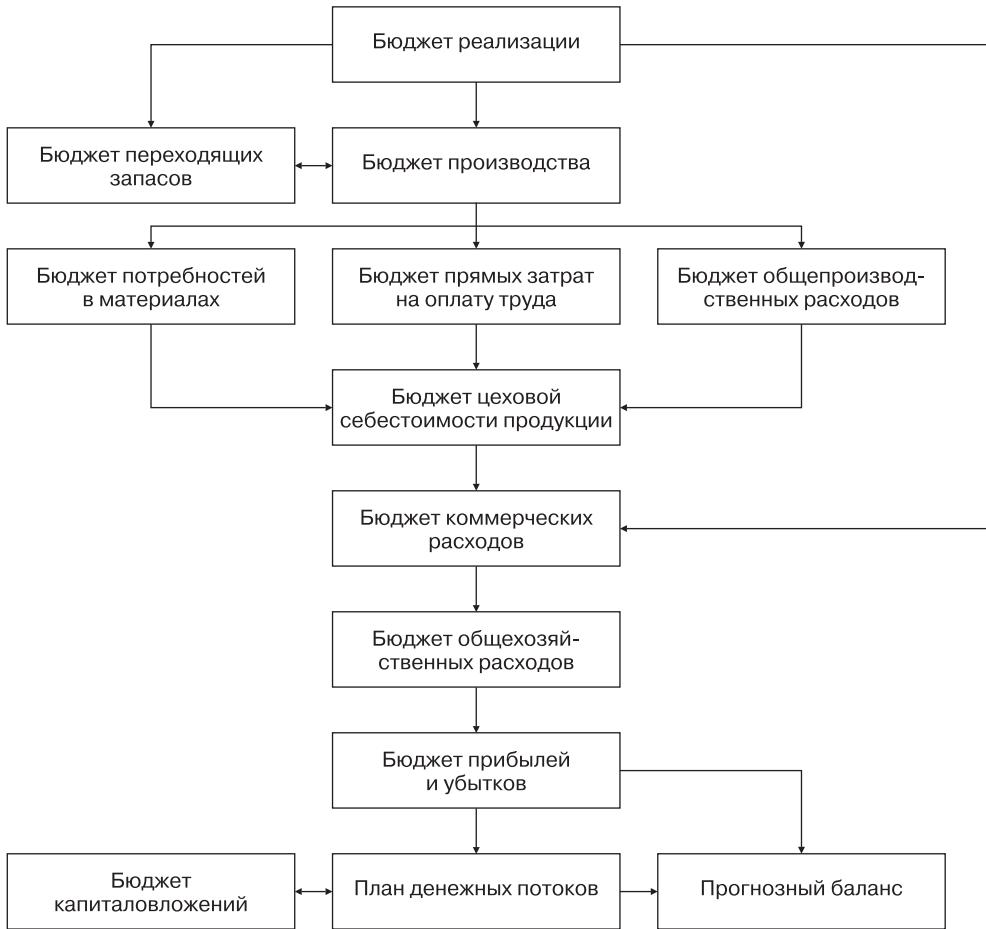 Бюджет реализации
Бюджет переходящих
запасов
Бюджет производства
Бюджет потребностей
в материалах
Бюджет прямых затрат
на оплату труда
Бюджет общепроизвод-
ственных расходов
Бюджет цеховой
себестоимости продукции
Бюджет коммерческих
расходов
Бюджет общехозяй-
ственных расходов
Бюджет прибылей
и убытков
Бюджет
капиталовложений
План денежных потоков
Прогнозный баланс